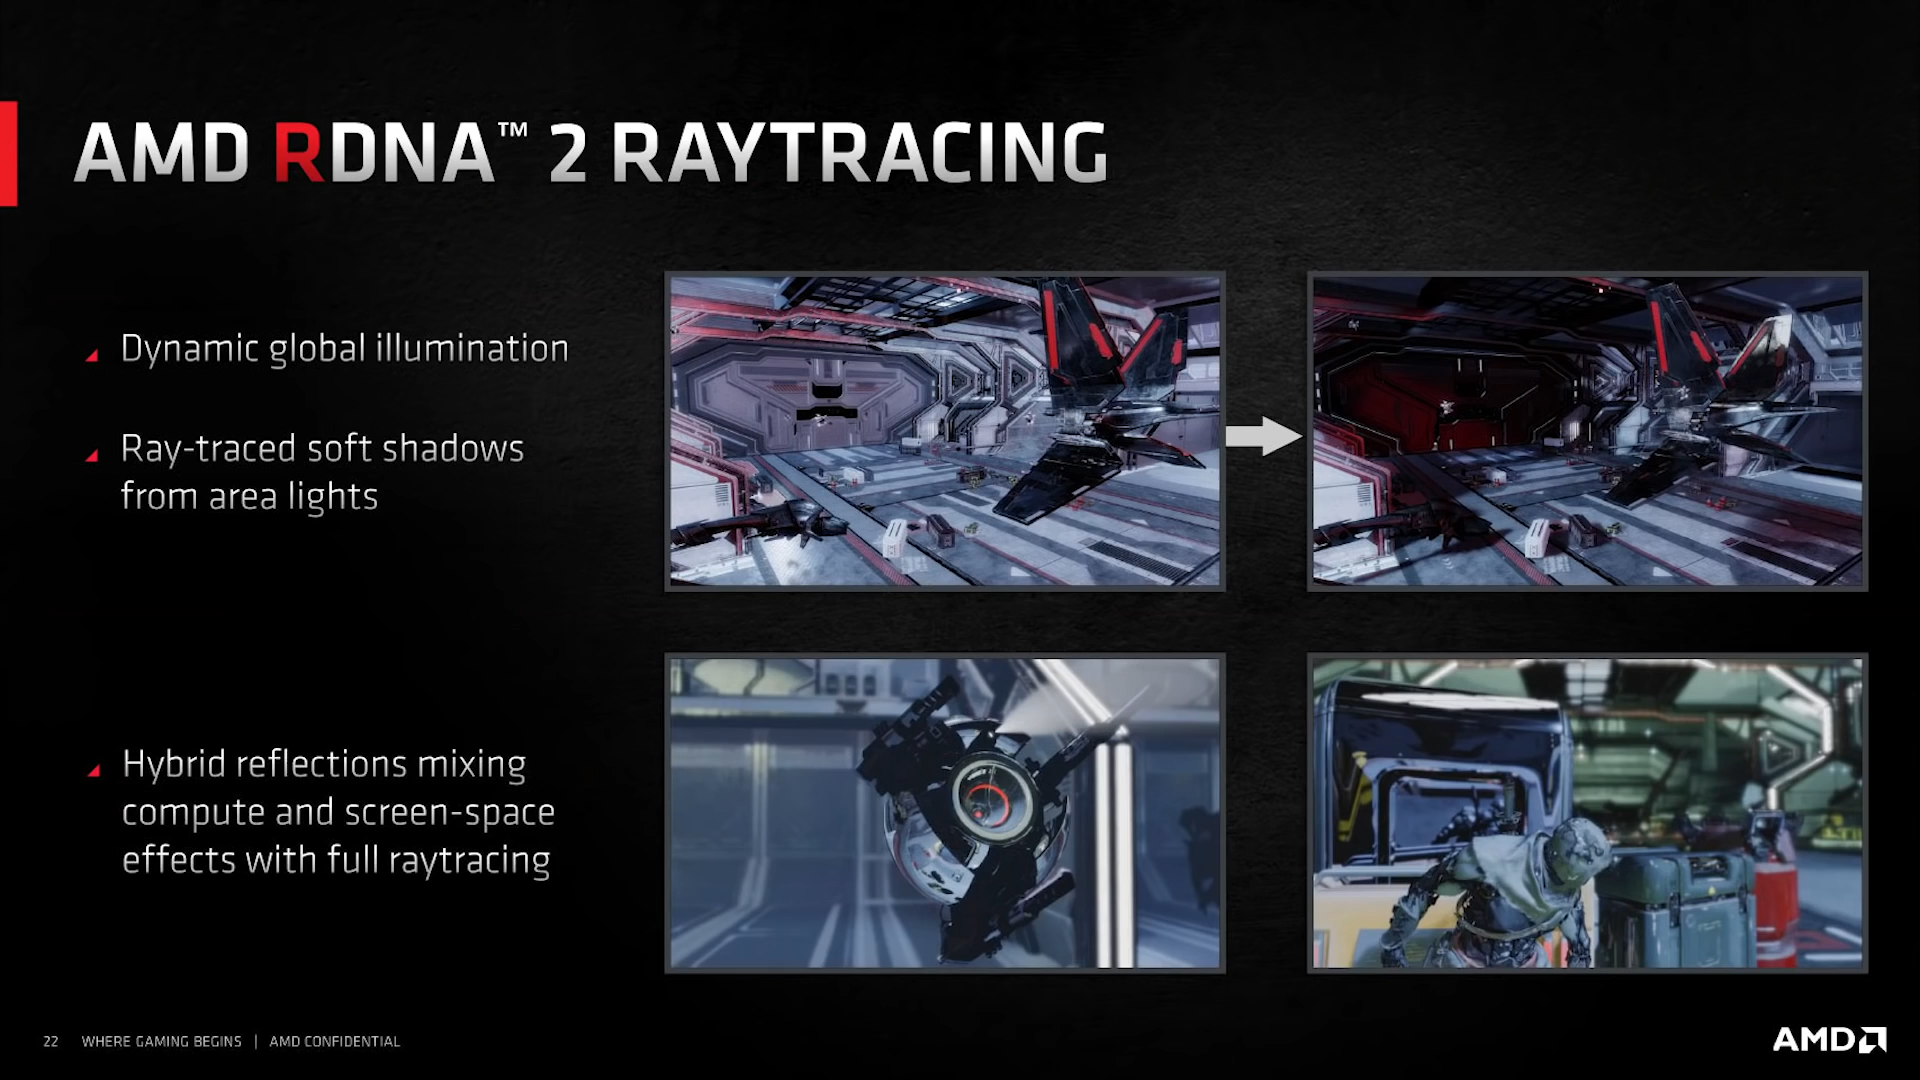 AMD RDNA™ 2 RAYTRACING
Dynamic global illumination
Ray-traced soft shadows
from area lights
Hybrid reflections mixing
compute and screen-space
effects with full raytracing
22 WHERE GAMING BEGINS | AMD CONFIDENTIAL
AMD